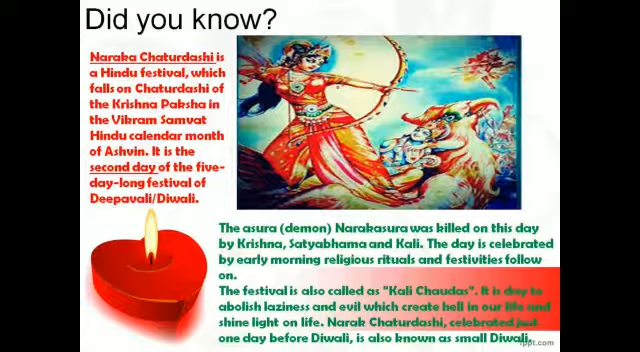 Did you know?
Naraka Chaturdashi is
a Hindu festival, which
falls on Chaturdashi of
the Krishna Paksha in
the Vikram Samvat
Hindu calendar month
of Ashvin. It is the
second day of the five-
day-long festival of
Deepavali/Diwali.
The asura (demon) Narakasura was killed on this day
by Krishna, Satyabhama and Kali. The day is celebrated
by early morning religious rituals and festivities follow
on.
The festival is also called as "Kali Chaudas". It is day to
abolish laziness and evil which create hell in our life and
shine light on life. Narak Chaturdashi, celebrated just
one day before Diwali, is also known as small Diwali.
fppt.com